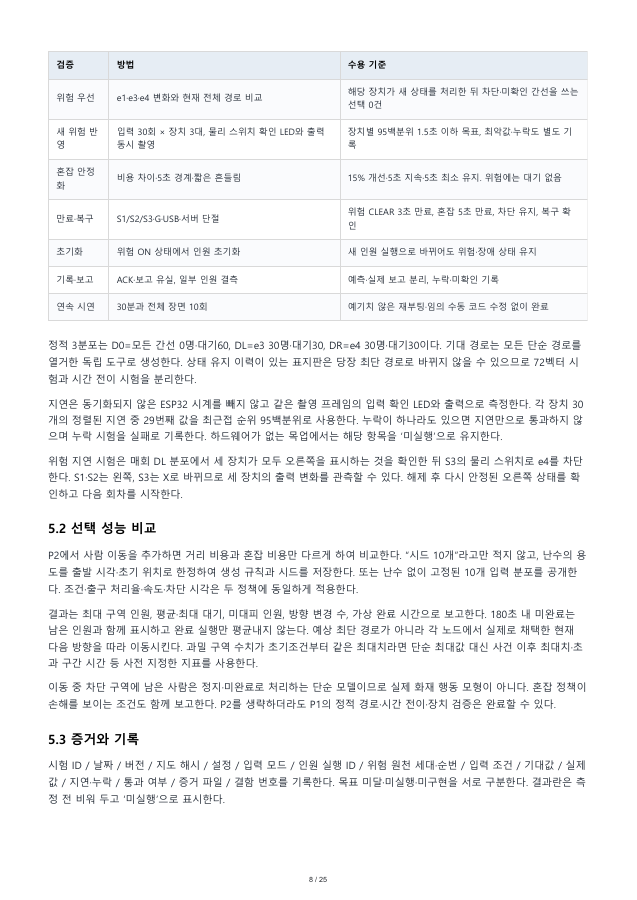 검증 방법 수용 기준
위험 우선 e1·e3·e4 변화와 현재 전체 경로 비교 해당 장치가 새 상태를 처리한 뒤 차단·미확인 간선을 쓰는
선택 0건
새 위험 반
영
입력 30회 × 장치 3대, 물리 스위치 확인 LED와 출력
동시 촬영
장치별 95백분위 1.5초 이하 목표, 최악값·누락도 별도 기
록
혼잡 안정
화
비용 차이·5초 경계·짧은 흔들림 15% 개선·5초 지속·5초 최소 유지. 위험에는 대기 없음
만료·복구 S1/S2/S3·G·USB·서버 단절 위험 CLEAR 3초 만료, 혼잡 5초 만료, 차단 유지, 복구 확
인
초기화 위험 ON 상태에서 인원 초기화 새 인원 실행으로 바뀌어도 위험·장애 상태 유지
기록·보고 ACK·보고 유실, 일부 인원 결측 예측·실제 보고 분리, 누락·미확인 기록
연속 시연 30분과 전체 장면 10회 예기치 않은 재부팅·임의 수동 코드 수정 없이 완료
정적 3분포는 D0=모든 간선 0명·대기60, DL=e3 30명·대기30, DR=e4 30명·대기30이다. 기대 경로는 모든 단순 경로를
열거한 독립 도구로 생성한다. 상태 유지 이력이 있는 표지판은 당장 최단 경로로 바뀌지 않을 수 있으므로 72벡터 시
험과 시간 전이 시험을 분리한다.
지연은 동기화되지 않은 ESP32 시계를 빼지 않고 같은 촬영 프레임의 입력 확인 LED와 출력으로 측정한다. 각 장치 30
개의 정렬된 지연 중 29번째 값을 최근접 순위 95백분위로 사용한다. 누락이 하나라도 있으면 지연만으로 통과하지 않
으며 누락 시험을 실패로 기록한다. 하드웨어가 없는 목업에서는 해당 항목을 ‘미실행’으로 유지한다.
위험 지연 시험은 매회 DL 분포에서 세 장치가 모두 오른쪽을 표시하는 것을 확인한 뒤 S3의 물리 스위치로 e4를 차단
한다. S1·S2는 왼쪽, S3는 X로 바뀌므로 세 장치의 출력 변화를 관측할 수 있다. 해제 후 다시 안정된 오른쪽 상태를 확
인하고 다음 회차를 시작한다.
5.2 선택 성능 비교
P2에서 사람 이동을 추가하면 거리 비용과 혼잡 비용만 다르게 하여 비교한다. “시드 10개”라고만 적지 않고, 난수의 용
도를 출발 시각·초기 위치로 한정하여 생성 규칙과 시드를 저장한다. 또는 난수 없이 고정된 10개 입력 분포를 공개한
다. 조건·출구 처리율·속도·차단 시각은 두 정책에 동일하게 적용한다.
결과는 최대 구역 인원, 평균·최대 대기, 미대피 인원, 방향 변경 수, 가상 완료 시간으로 보고한다. 180초 내 미완료는
남은 인원과 함께 표시하고 완료 실행만 평균내지 않는다. 예상 최단 경로가 아니라 각 노드에서 실제로 채택한 현재
다음 방향을 따라 이동시킨다. 과밀 구역 수치가 초기조건부터 같은 최대치라면 단순 최대값 대신 사건 이후 최대치·초
과 구간 시간 등 사전 지정한 지표를 사용한다.
이동 중 차단 구역에 남은 사람은 정지·미완료로 처리하는 단순 모델이므로 실제 화재 행동 모형이 아니다. 혼잡 정책이
손해를 보이는 조건도 함께 보고한다. P2를 생략하더라도 P1의 정적 경로·시간 전이·장치 검증은 완료할 수 있다.
5.3 증거와 기록
시험 ID / 날짜 / 버전 / 지도 해시 / 설정 / 입력 모드 / 인원 실행 ID / 위험 원천 세대·순번 / 입력 조건 / 기대값 / 실제
값 / 지연·누락 / 통과 여부 / 증거 파일 / 결함 번호를 기록한다. 목표 미달·미실행·미구현을 서로 구분한다. 결과란은 측
정 전 비워 두고 ‘미실행’으로 표시한다.
8 / 25